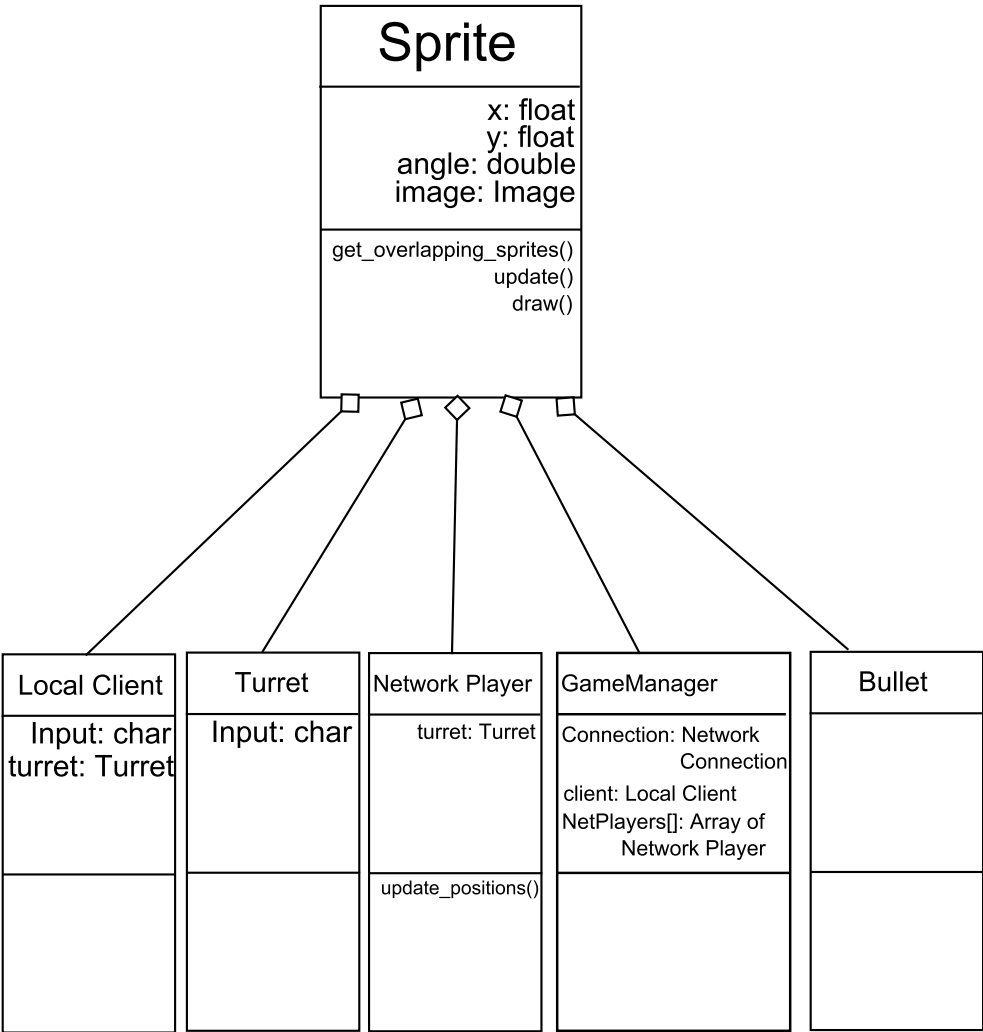 Sprite
x: float
y: float
angle: double
image: Image
get_overlapping_sprites()
update()
draw()
Local Client
Input: char
turret: Turret
Turret
Input: char
Network Player
turret: Turret
update_positions()
GameManager
Connection: Network
Connection
client: Local Client
NetPlayers[]: Array of
Network Player
Bullet